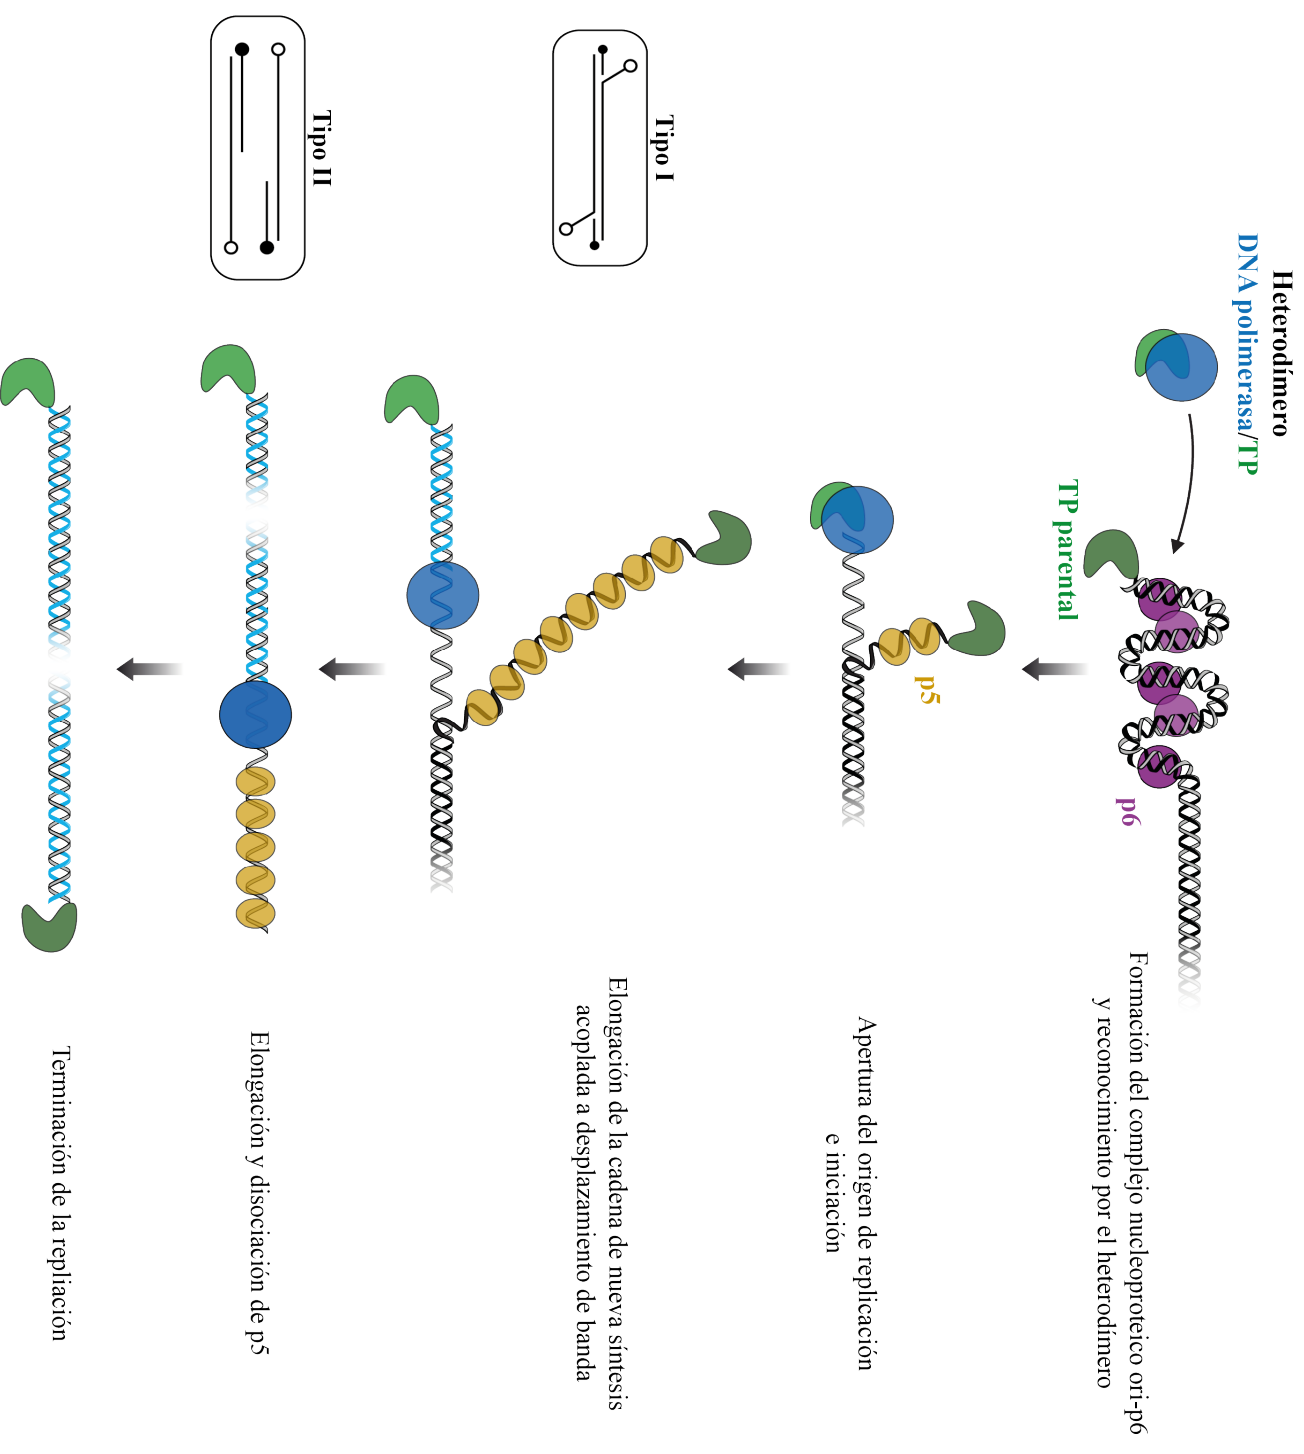 Heterodímero
DNA polimerasa/TP
TP parental
p6
Formación del complejo nucleoproteico ori-p6
y reconocimiento por el heterodímero
p5
Apertura del origen de replicación
e iniciación
Tipo I
Elongación de la cadena de nueva síntesis
acoplada a desplazamiento de banda
Tipo II
Elongación y disociación de p5
Terminación de la repliación